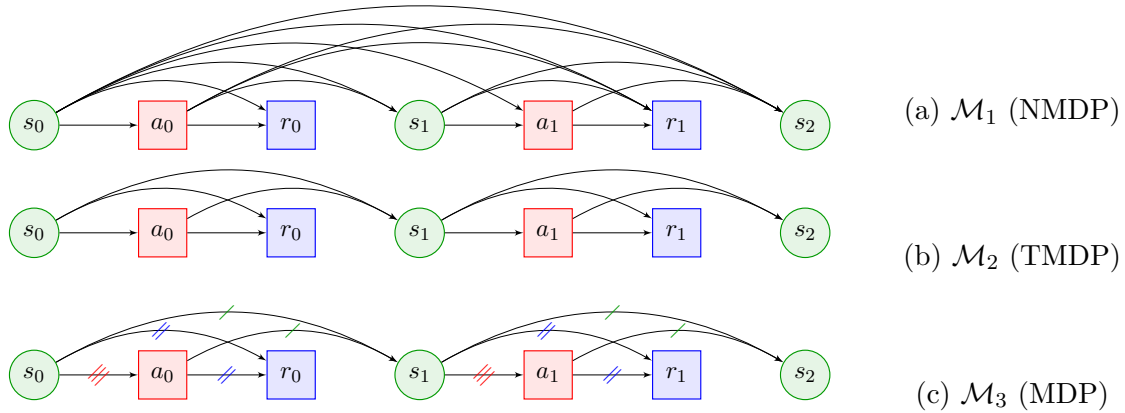 s₀ a₀ r₀ s₁ a₁ r₁ s₂ (a) ℳ₁ (NMDP)
s₀ a₀ r₀ s₁ a₁ r₁ s₂ (b) ℳ₂ (TMDP)
s₀ a₀ r₀ s₁ a₁ r₁ s₂ (c) ℳ₃ (MDP)